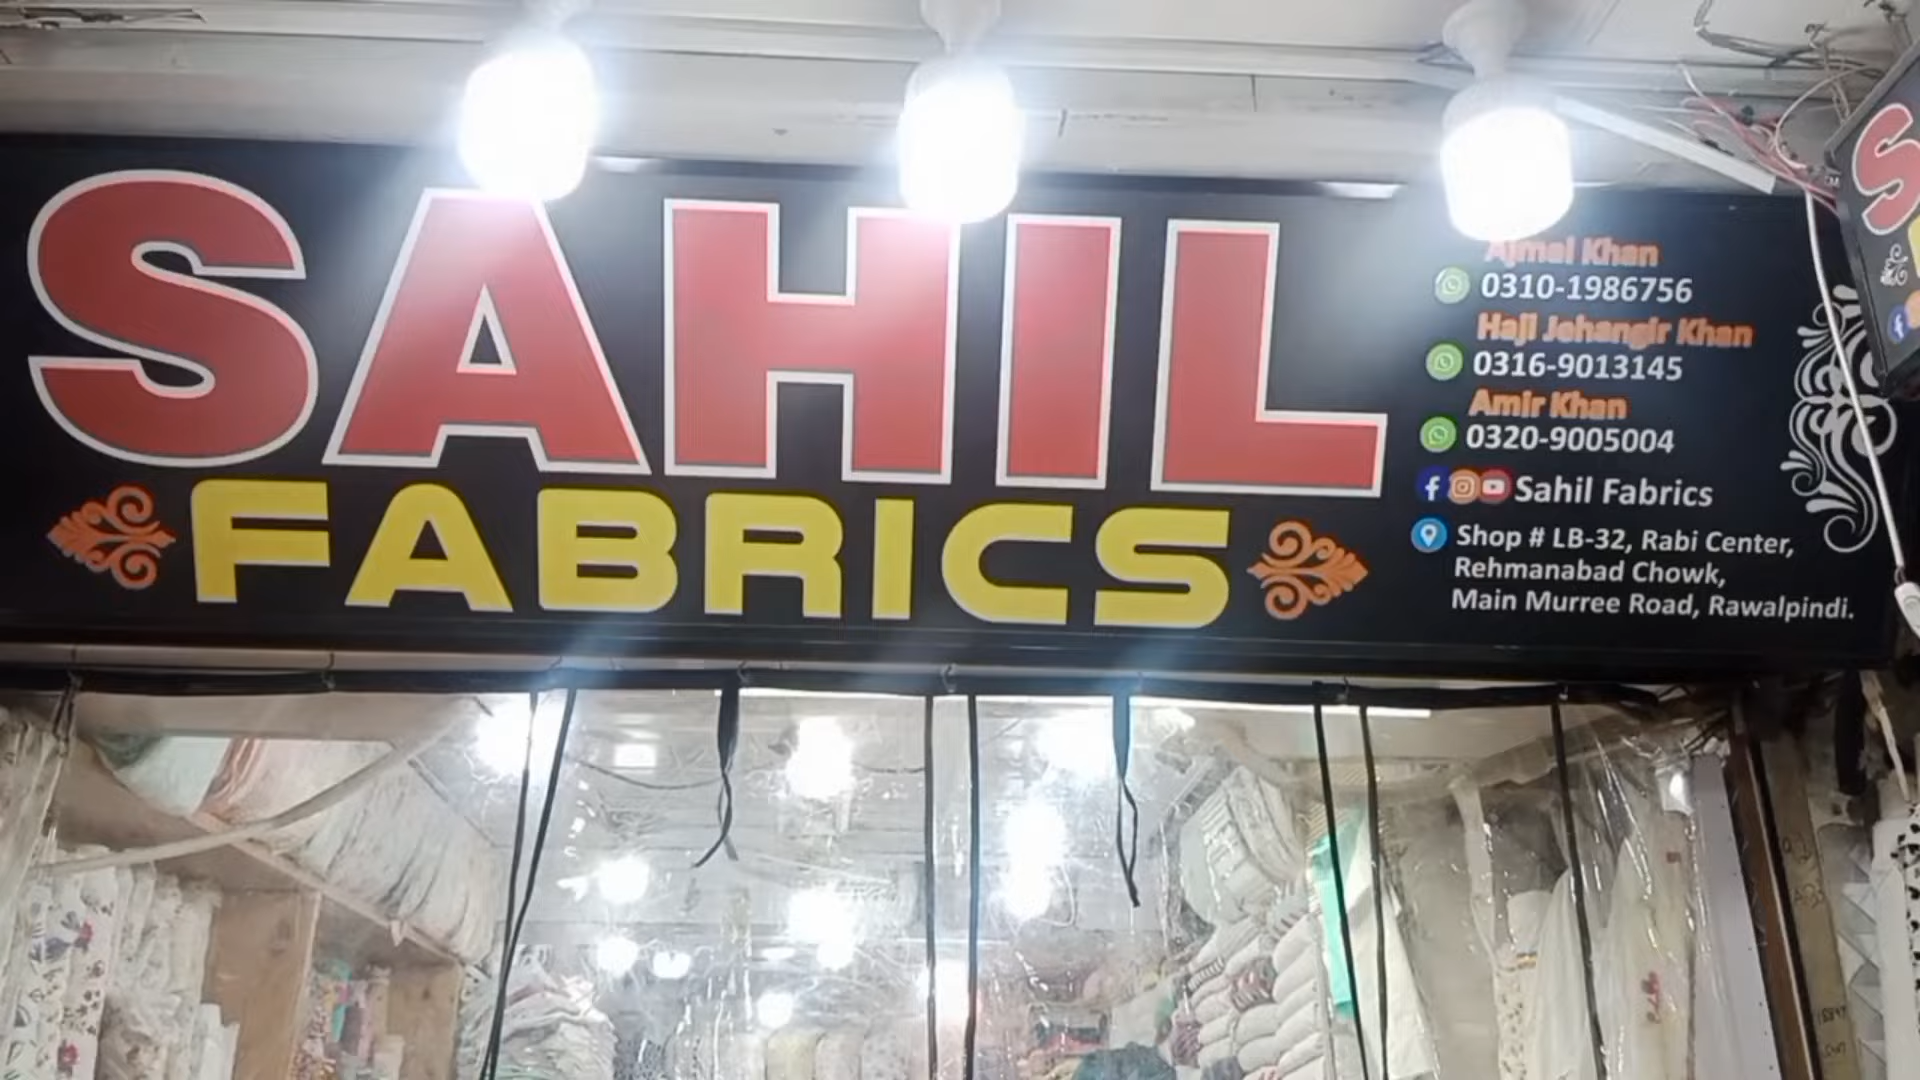 SAHIL
FABRICS
Ajmal Khan
0310-1986756
Haji Jehangir Khan
0316-9013145
Amir Khan
0320-9005004
Sahil Fabrics
Shop # LB-32, Rabi Center,
Rehmanabad Chowk,
Main Murree Road, Rawalpindi.
S